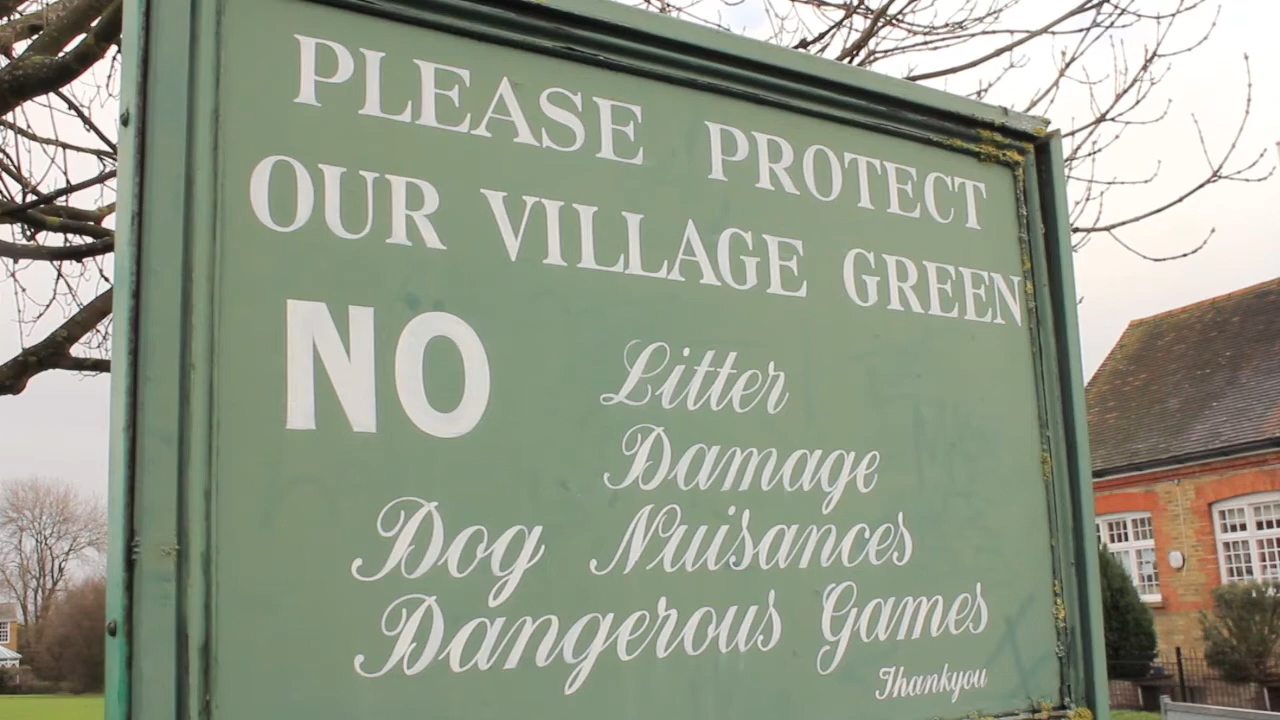 PLEASE PROTECT
OUR VILLAGE GREEN
NO Litter
Damage
Dog Nuisances
Dangerous Games
Thankyou